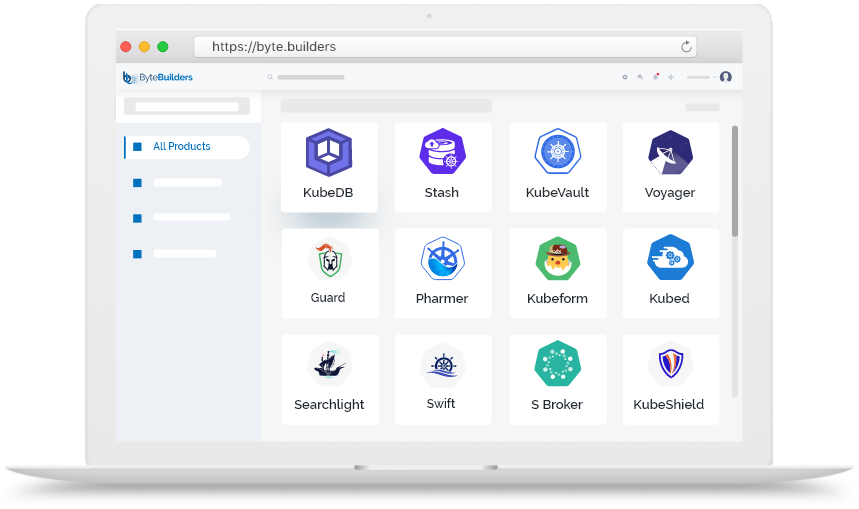 https://byte.builders
ByteBuilders
All Products
KubeDB
Stash
KubeVault
Voyager
Guard
Pharmer
Kubeform
Kubed
Searchlight
Swift
S Broker
KubeShield